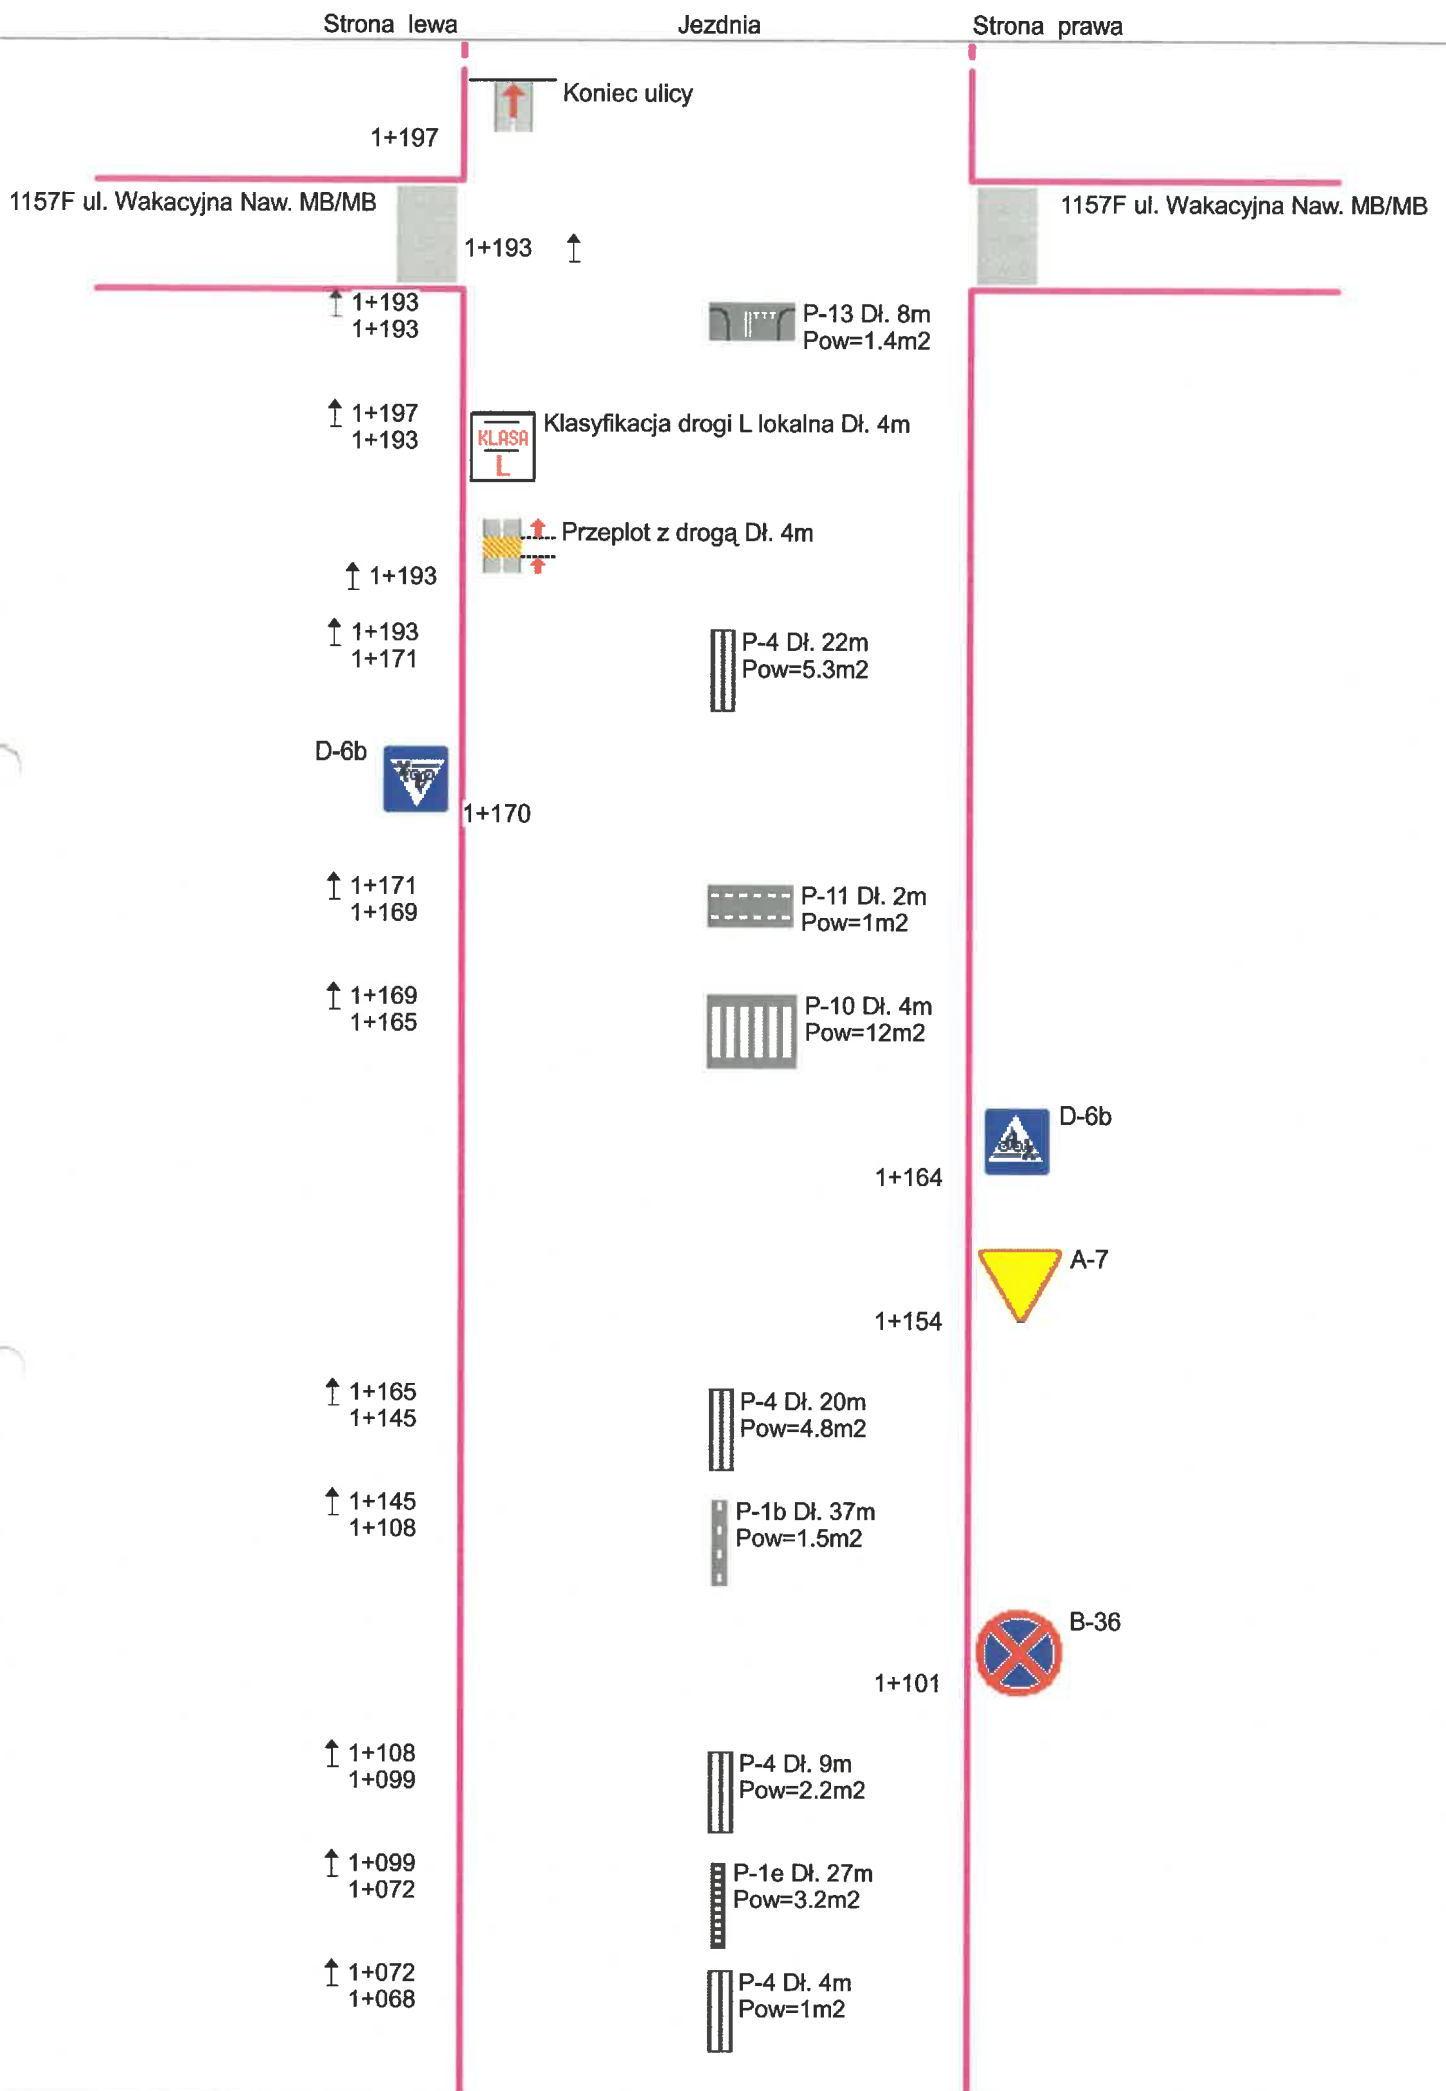 Strona lewa
Jezdnia
Strona prawa
Koniec ulicy
1+197
1157F ul. Wakacyjna Naw. MB/MB
1157F ul. Wakacyjna Naw. MB/MB
1+193
1+193
1+193
P-13 Dł. 8m
Pow=1.4m2
1+197
1+193
KLASA
L
Klasyfikacja drogi L lokalna Dł. 4m
Przeplot z drogą Dł. 4m
1+193
1+193
1+171
P-4 Dł. 22m
Pow=5.3m2
D-6b
1+170
1+171
1+169
P-11 Dł. 2m
Pow=1m2
1+169
1+165
P-10 Dł. 4m
Pow=12m2
D-6b
1+164
A-7
1+154
1+165
1+145
P-4 Dł. 20m
Pow=4.8m2
1+145
1+108
P-1b Dł. 37m
Pow=1.5m2
B-36
1+101
1+108
1+099
P-4 Dł. 9m
Pow=2.2m2
1+099
1+072
P-1e Dł. 27m
Pow=3.2m2
1+072
1+068
P-4 Dł. 4m
Pow=1m2